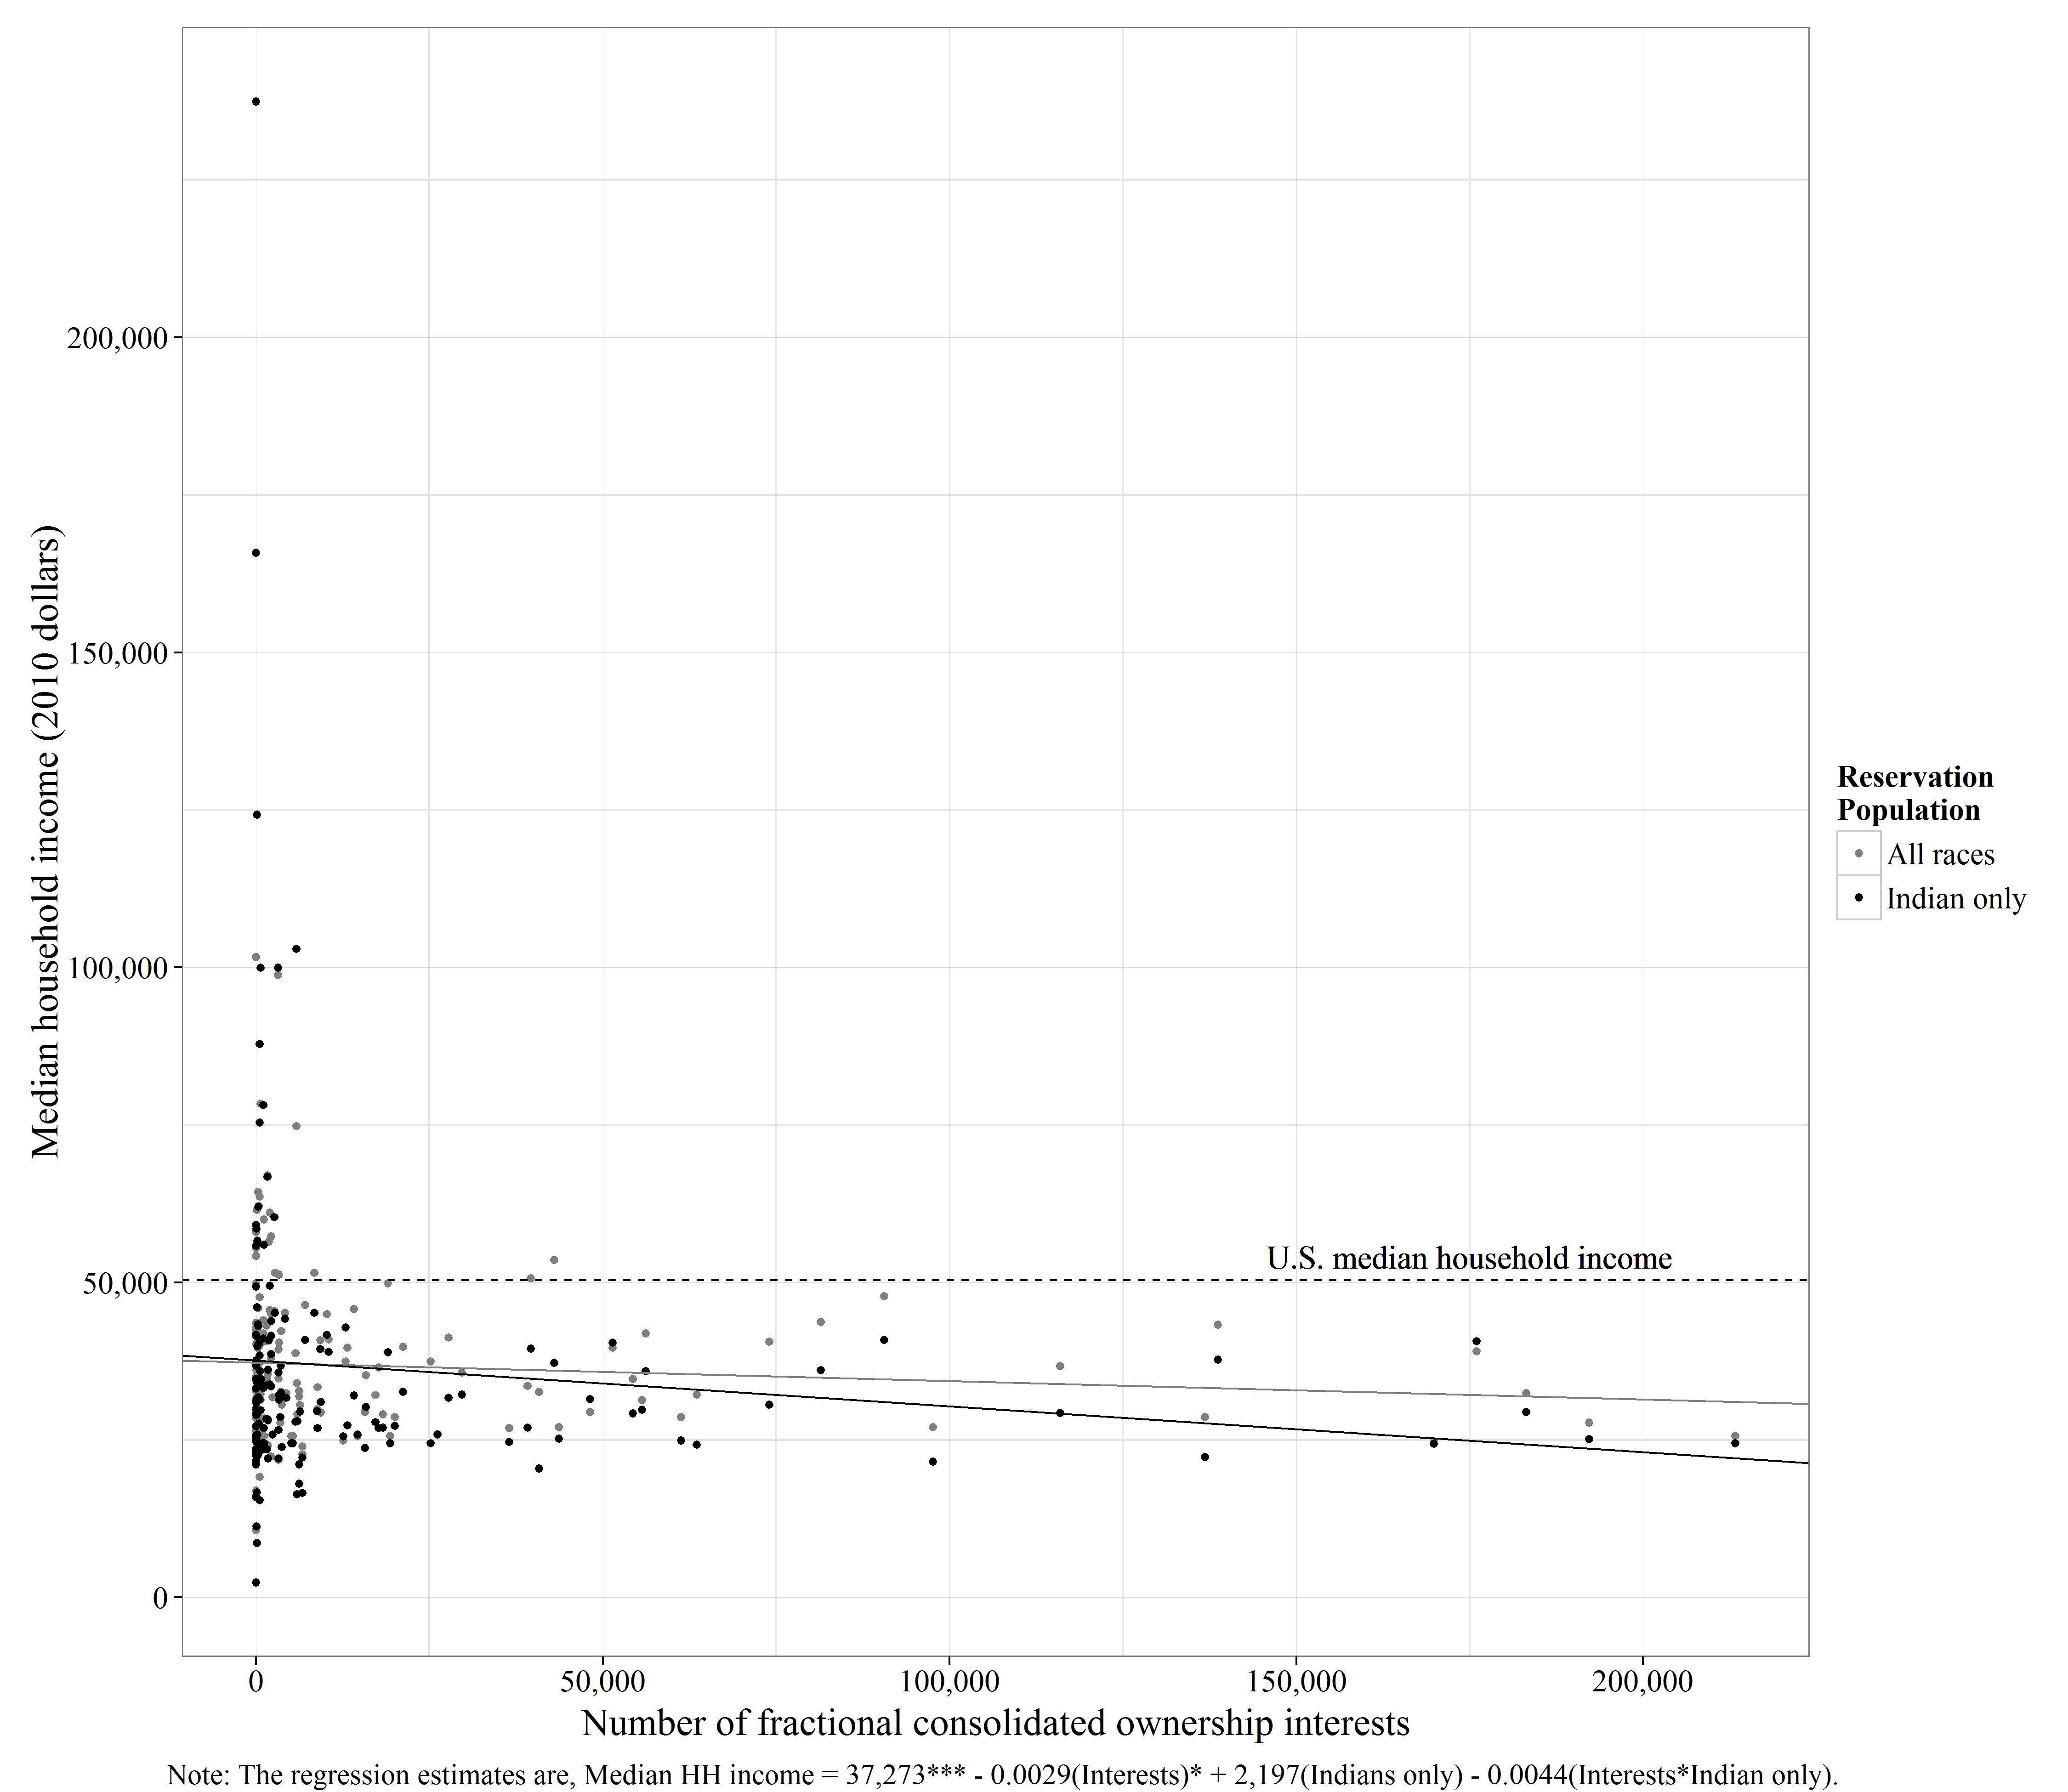 200,000
150,000
100,000
50,000
0
Median household income (2010 dollars)
U.S. median household income
0
50,000
100,000
150,000
200,000
Number of fractional consolidated ownership interests
Reservation
Population
All races
Indian only
Note: The regression estimates are, Median HH income = 37,273*** - 0.0029(Interests)* + 2,197(Indians only) - 0.0044(Interests*Indian only).